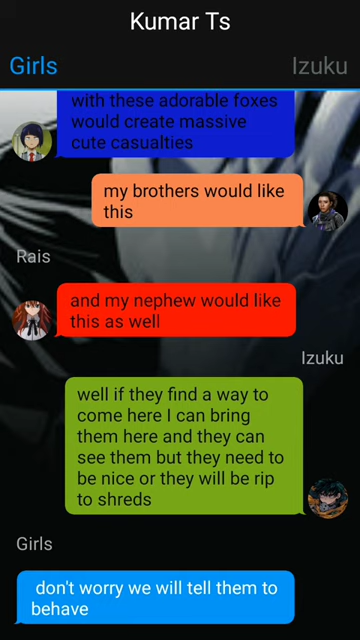 Kumar Ts
Girls
Izuku
with these adorable foxes
would create massive
cute casualties
my brothers would like
this
Rais
and my nephew would like
this as well
Izuku
well if they find a way to
come here I can bring
them here and they can
see them but they need to
be nice or they will be rip
to shreds
Girls
don't worry we will tell them to
behave